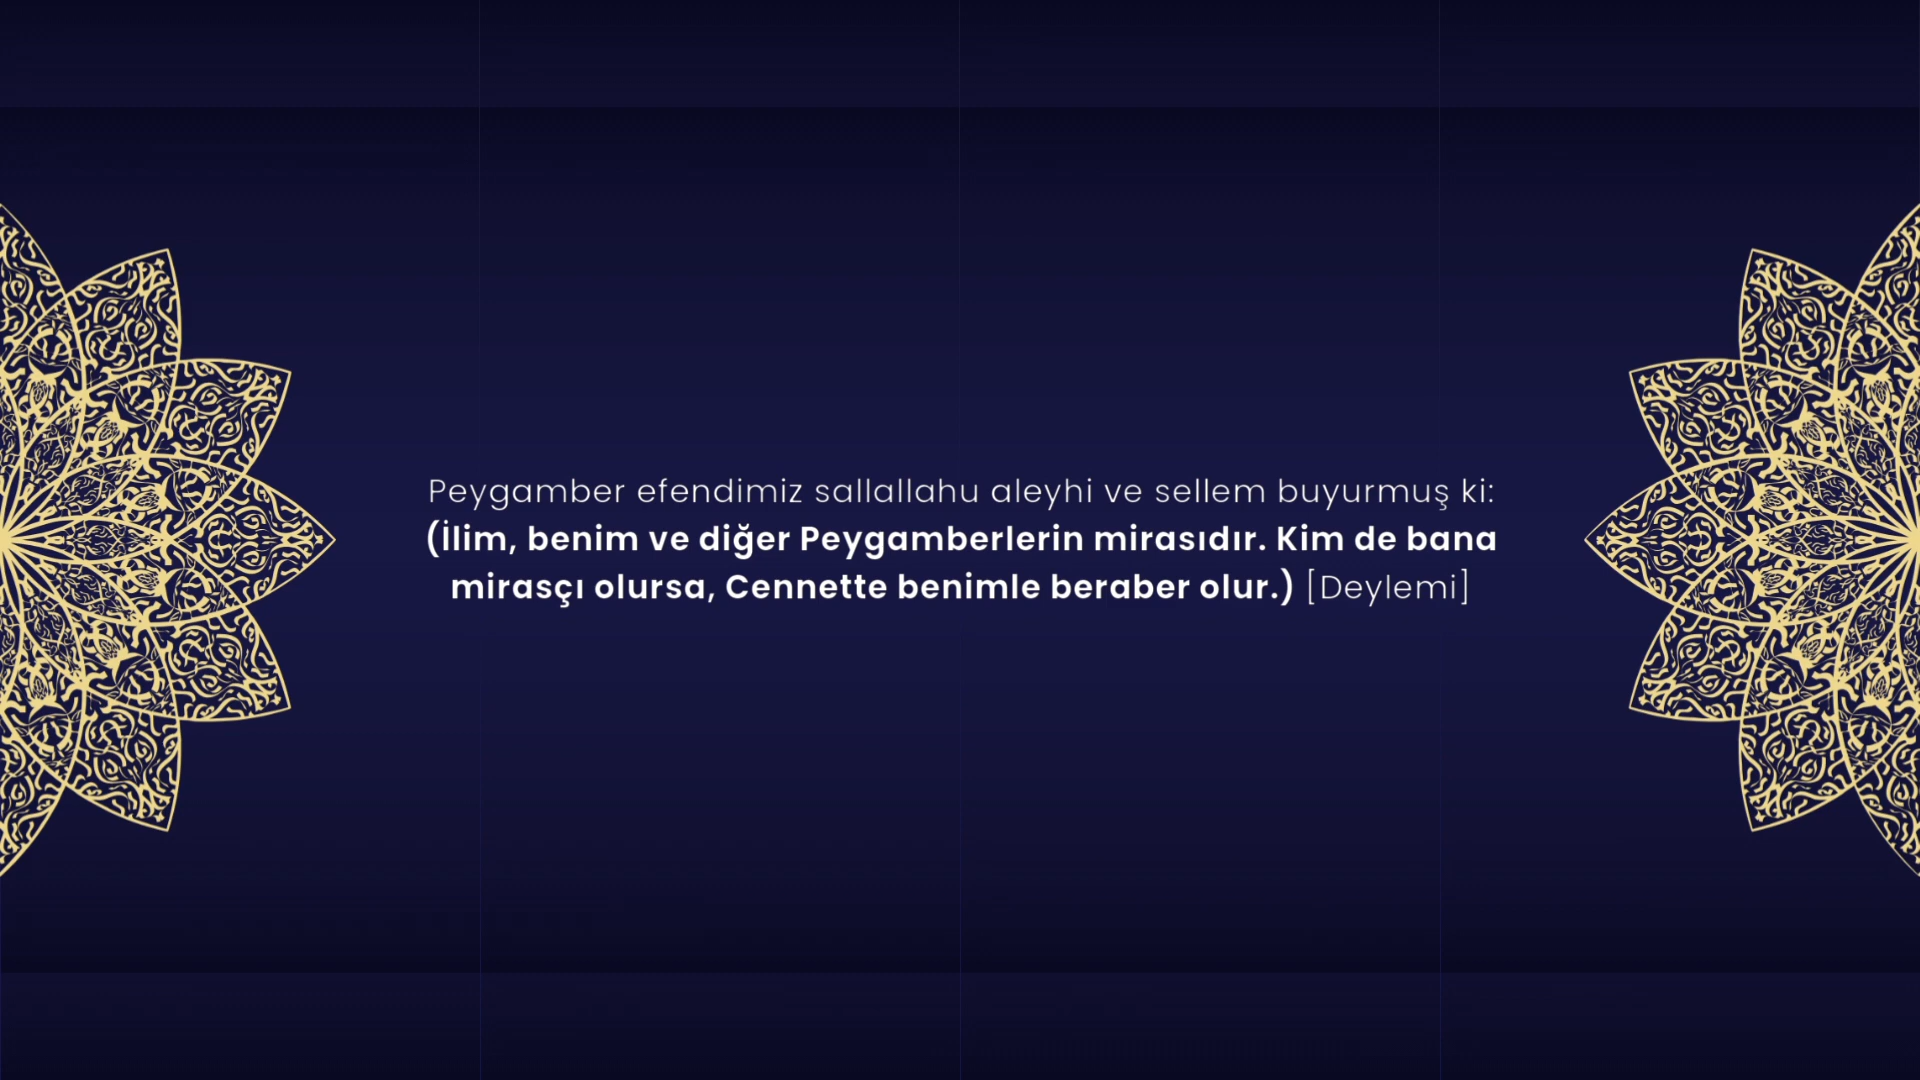 Peygamber efendimiz sallallahu aleyhi ve sellem buyurmuş ki:
(İlim, benim ve diğer Peygamberlerin mirasıdır. Kim de bana
mirasçı olursa, Cennette benimle beraber olur.) [Deylemi]